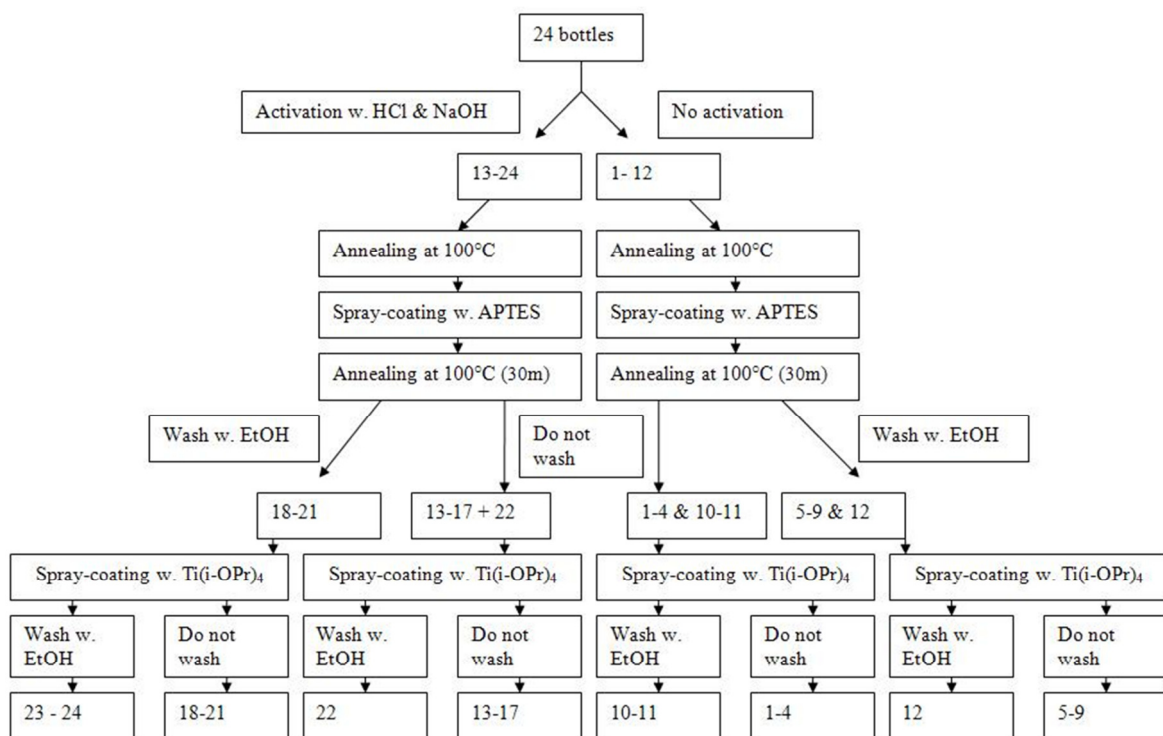 24 bottles
Activation w. HCl & NaOH
No activation
13-24
1- 12
Annealing at 100°C
Annealing at 100°C
Spray-coating w. APTES
Spray-coating w. APTES
Annealing at 100°C (30m)
Annealing at 100°C (30m)
Wash w. EtOH
Do not
wash
Wash w. EtOH
18-21
13-17 + 22
1-4 & 10-11
5-9 & 12
Spray-coating w. Ti(i-OPr)₄
Spray-coating w. Ti(i-OPr)₄
Spray-coating w. Ti(i-OPr)₄
Spray-coating w. Ti(i-OPr)₄
Wash w.
EtOH
Do not
wash
Wash w.
EtOH
Do not
wash
Wash w.
EtOH
Do not
wash
Wash w.
EtOH
Do not
wash
23 - 24
18-21
22
13-17
10-11
1-4
12
5-9